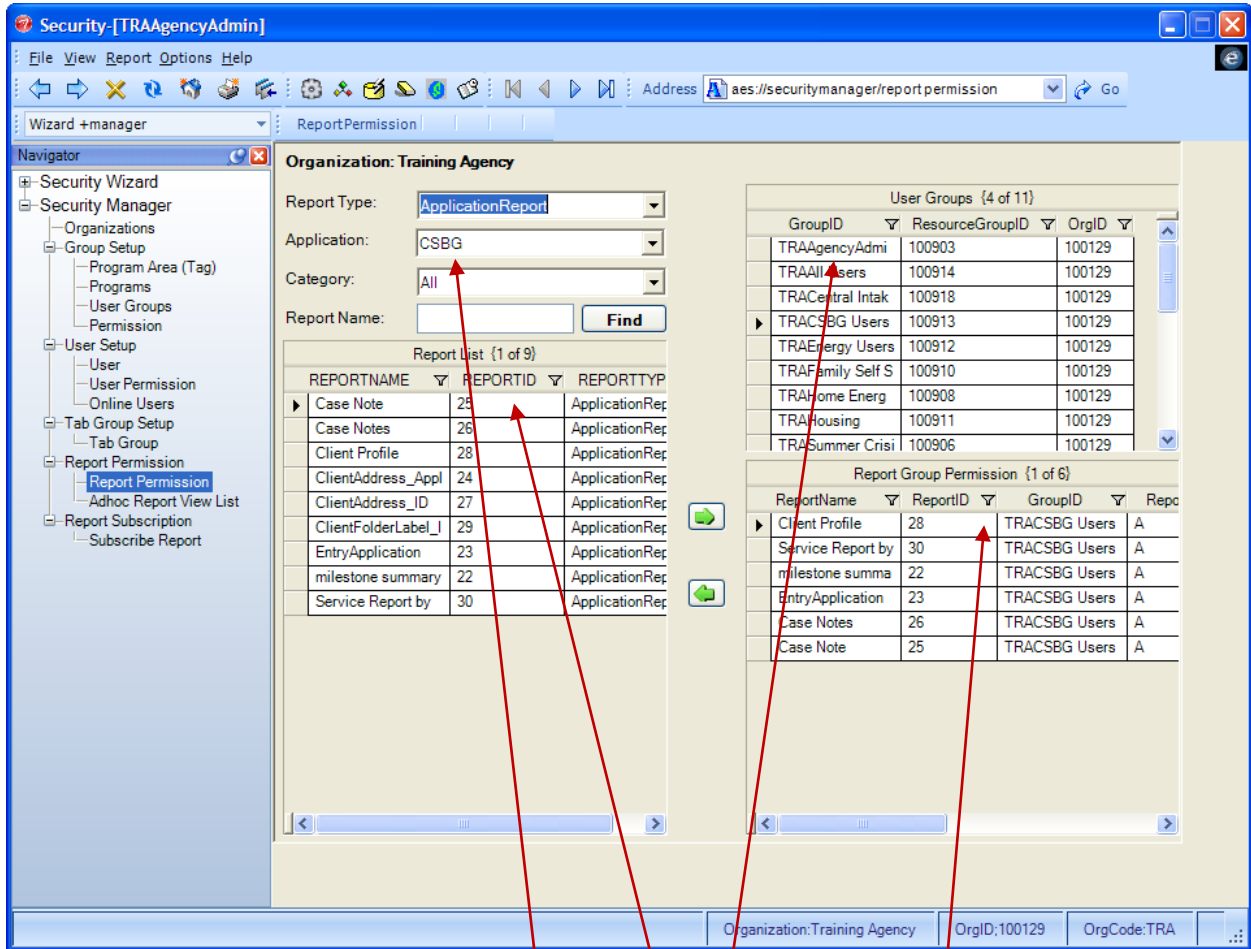 Security-[TRAAgencyAdmin]
File View Report Options Help
Address aes://securitymanager/report permission Go
Wizard +manager ReportPermission
Navigator
Security Wizard
Security Manager
Organizations
Group Setup
Program Area (Tag)
Programs
User Groups
Permission
User Setup
User
User Permission
Online Users
Tab Group Setup
Tab Group
Report Permission
Report Permission
Adhoc Report View List
Report Subscription
Subscribe Report
Organization: Training Agency
Report Type: ApplicationReport
Application: CSBG
Category: All
Report Name: Find
Report List {1 of 9}
REPORTNAME REPORTID REPORTTYP
Case Note 25 ApplicationRep
Case Notes 26 ApplicationRep
Client Profile 28 ApplicationRep
ClientAddress_Appl 24 ApplicationRep
ClientAddress_ID 27 ApplicationRep
ClientFolderLabel_I 29 ApplicationRep
EntryApplication 23 ApplicationRep
milestone summary 22 ApplicationRep
Service Report by 30 ApplicationRep
User Groups {4 of 11}
GroupID ResourceGroupID OrgID
TRAAgencyAdmi 100903 100129
TRAAll Users 100914 100129
TRACentral Intak 100918 100129
TRACSBG Users 100913 100129
TRAEnergy Users 100912 100129
TRAFamily Self S 100910 100129
TRAHome Energ 100908 100129
TRAHousing 100911 100129
TRASummer Crisi 100906 100129
Report Group Permission {1 of 6}
ReportName ReportID GroupID Repo
Client Profile 28 TRACSBG Users A
Service Report by 30 TRACSBG Users A
milestone summa 22 TRACSBG Users A
EntryApplication 23 TRACSBG Users A
Case Notes 26 TRACSBG Users A
Case Note 25 TRACSBG Users A
Organization:Training Agency OrgID;100129 OrgCode:TRA